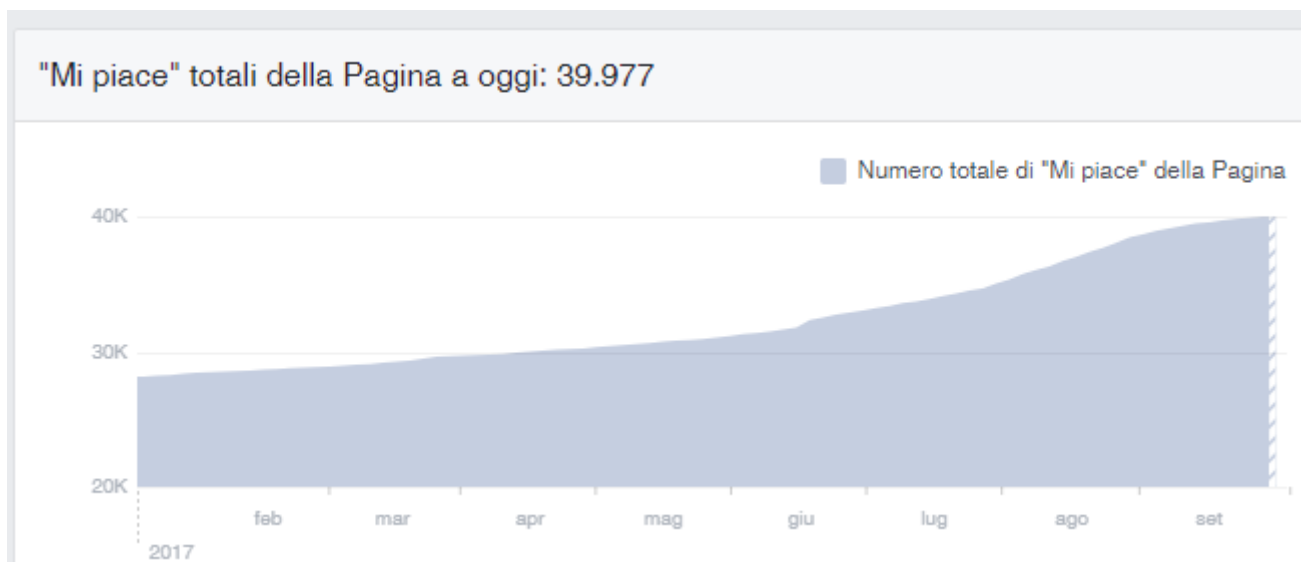 "Mi piace" totali della Pagina a oggi: 39.977
Numero totale di "Mi piace" della Pagina
40K
30K
20K
feb mar apr mag giu lug ago set
2017